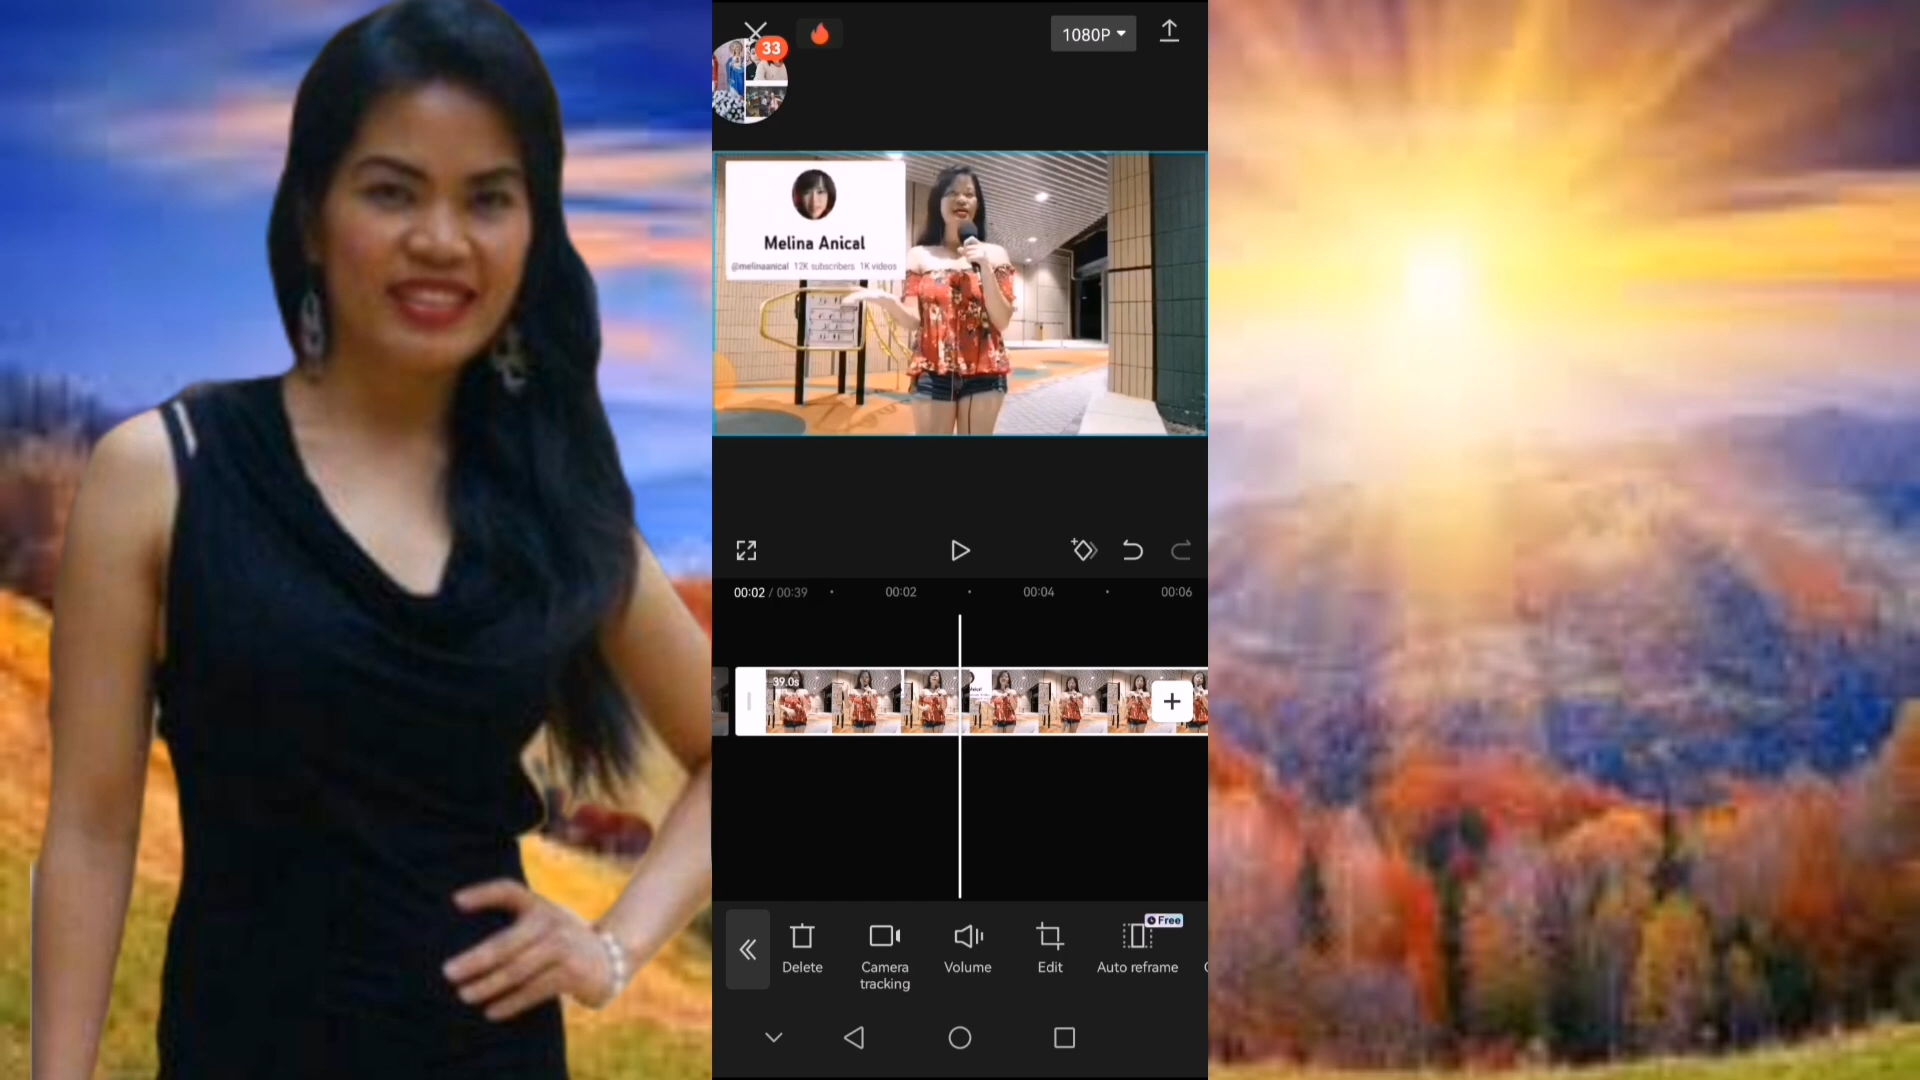 33
1080P
Melina Anical
@melinaanical 12K subscribers 1K videos
00:02 / 00:39
00:02
00:04
00:06
39.0s
Free
Delete
Camera
tracking
Volume
Edit
Auto reframe